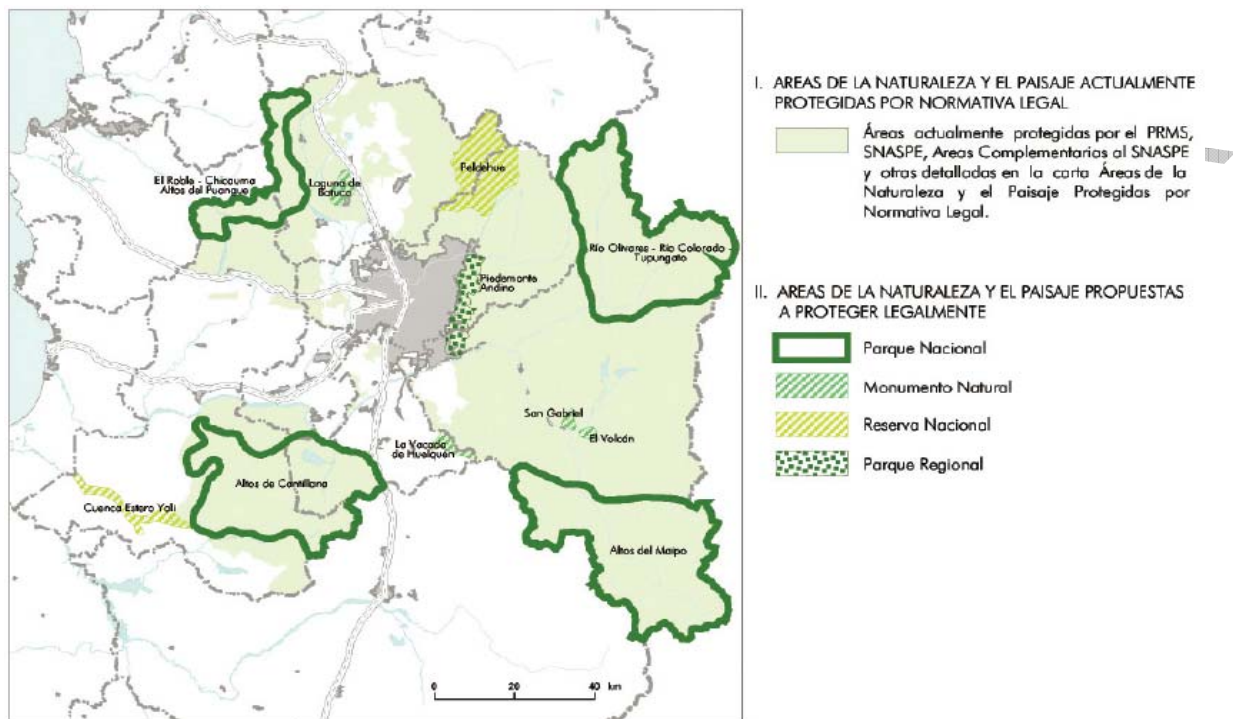 El Roble - Chicauma
Altos del Puangue
Laguna de
Batuco
Peldehue
Río Olivares - Río Colorado -
Tupungato
Piedemonte
Andino
San Gabriel
El Volcán
La Vacada
de Huelquén
Altos de Cantillana
Cuenca Estero Yali
Altos del Maipo
0 20 40 km
I. AREAS DE LA NATURALEZA Y EL PAISAJE ACTUALMENTE
PROTEGIDAS POR NORMATIVA LEGAL
Áreas actualmente protegidas por el PRMS,
SNASPE, Areas Complementarias al SNASPE
y otras detalladas en la carta Áreas de la
Naturaleza y el Paisaje Protegidas por
Normativa Legal.
II. AREAS DE LA NATURALEZA Y EL PAISAJE PROPUESTAS
A PROTEGER LEGALMENTE
Parque Nacional
Monumento Natural
Reserva Nacional
Parque Regional